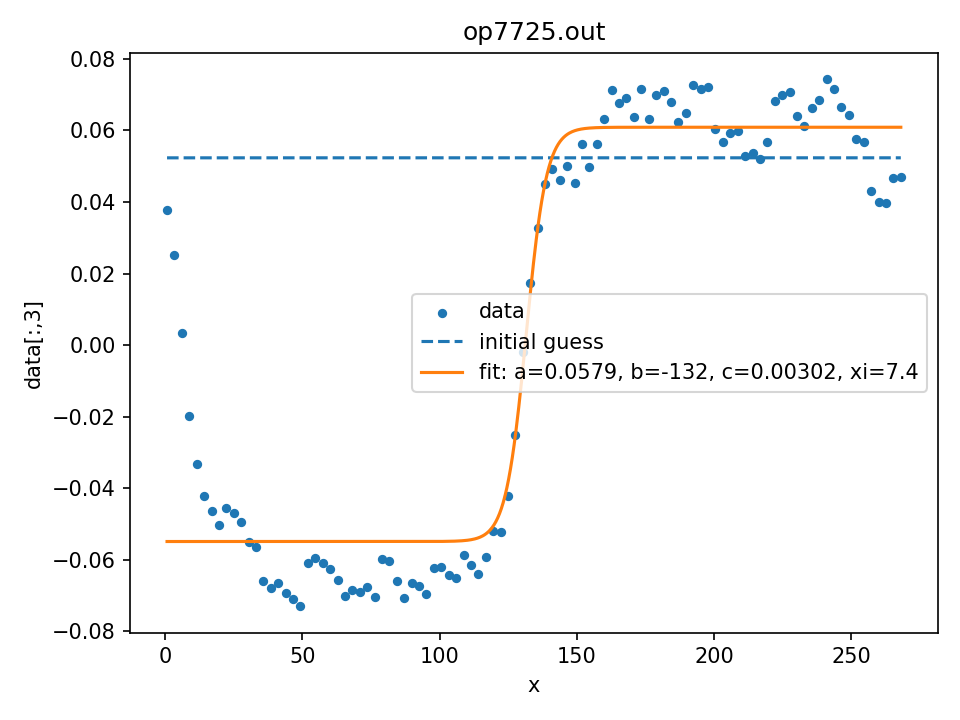 op7725.out
0.08
0.06
0.04
0.02
0.00
−0.02
−0.04
−0.06
−0.08
data[:,3]
data
initial guess
fit: a=0.0579, b=-132, c=0.00302, xi=7.4
0 50 100 150 200 250
x